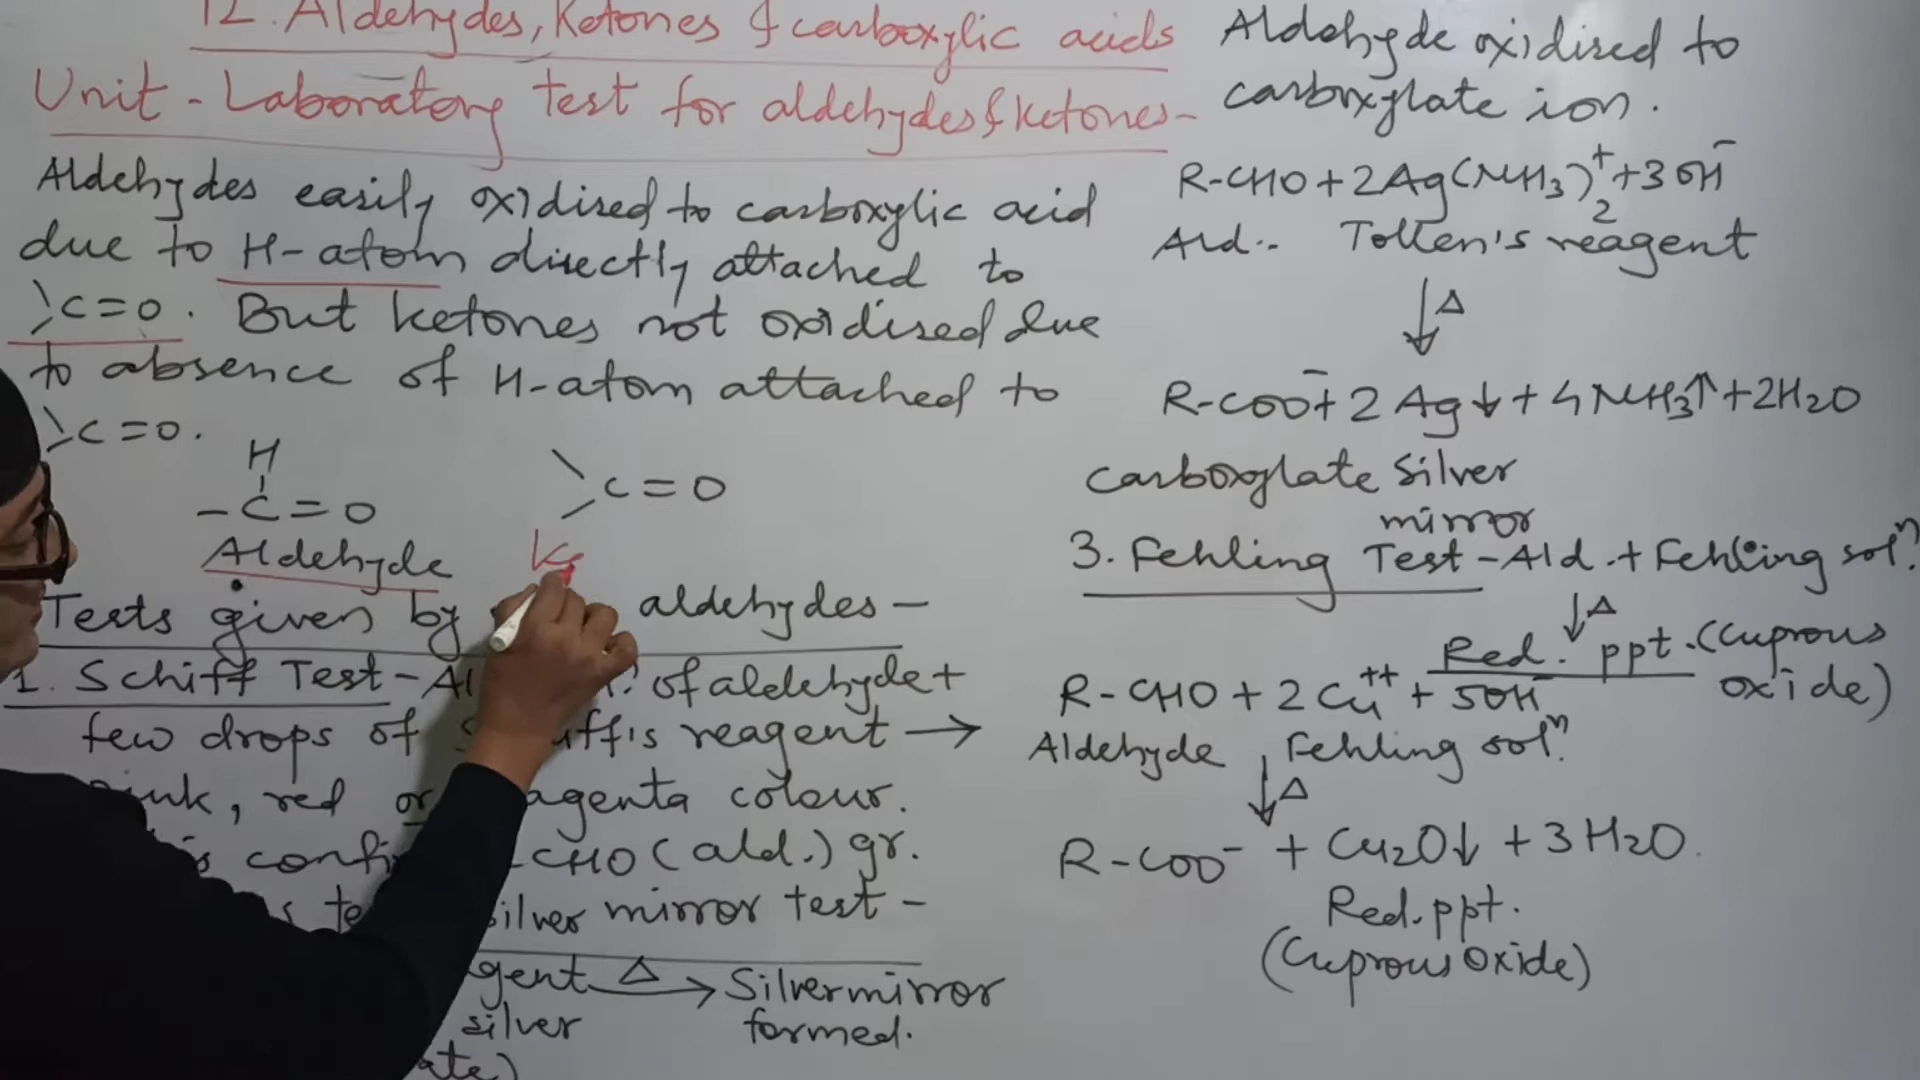 12. Aldehydes, Ketones & carboxylic acids
Unit - Laboratory test for aldehydes & ketones-
Aldehydes easily oxidised to carboxylic acid
due to H-atom directly attached to
>C=O. But ketones not oxidised due
to absence of H-atom attached to
>C=O.
H
-C=O
Aldehyde
>C=O
Ke
Tests given by aldehydes-
1. Schiff Test - of aldehyde +
few drops of reagent →
red or magenta colour.
CHO (ald.) gr.
silver mirror test -
Δ→ Silver mirror
silver formed.
Aldehyde oxidised to
carboxylate ion.
R-CHO + 2Ag(NH3)2+ + 3OH-
Ald.- Tollen's reagent
↓Δ
R-COO- + 2Ag↓ + 4NH3↑ + 2H2O
Carboxylate Silver
mirror
3. Fehling Test - Ald. + Fehling solⁿ.
↓Δ
Red. ppt. (Cuprous
oxide)
R-CHO + 2Cu++ + 5OH-
Aldehyde Fehling solⁿ.
↓Δ
R-COO- + Cu2O↓ + 3H2O.
Red. ppt.
(Cuprous Oxide)